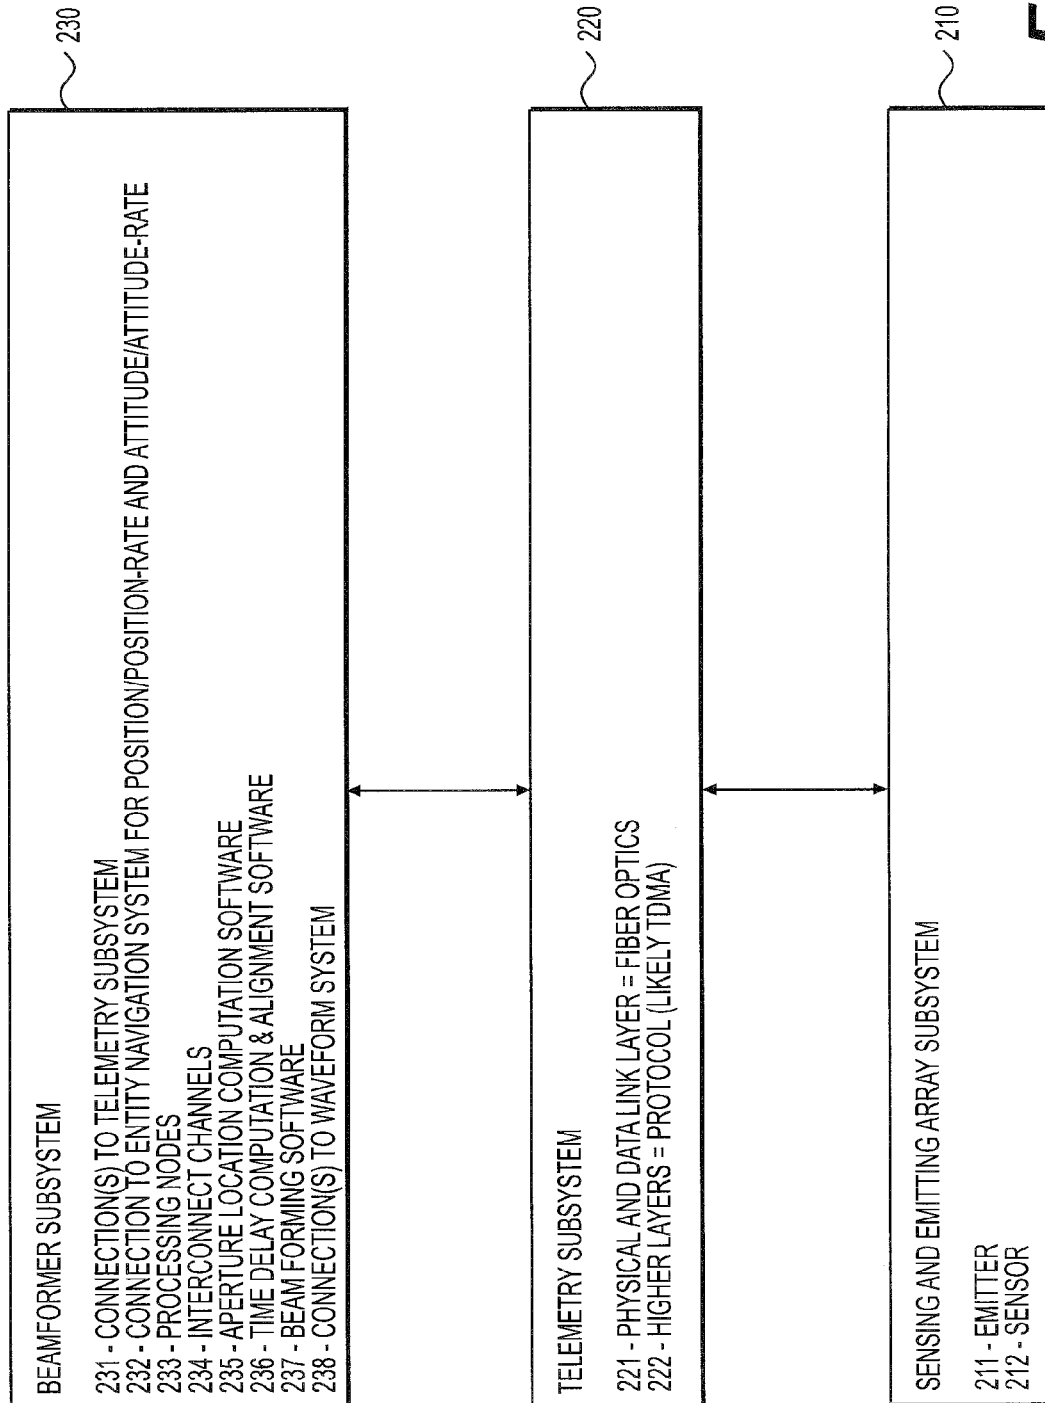 BEAMFORMER SUBSYSTEM
231 - CONNECTION(S) TO TELEMETRY SUBSYSTEM
232 - CONNECTION TO ENTITY NAVIGATION SYSTEM FOR POSITION/POSITION-RATE AND ATTITUDE/ATTITUDE-RATE
233 - PROCESSING NODES
234 - INTERCONNECT CHANNELS
235 - APERTURE LOCATION COMPUTATION SOFTWARE
236 - TIME DELAY COMPUTATION & ALIGNMENT SOFTWARE
237 - BEAM FORMING SOFTWARE
238 - CONNECTION(S) TO WAVEFORM SYSTEM
230
TELEMETRY SUBSYSTEM
221 - PHYSICAL AND DATA LINK LAYER = FIBER OPTICS
222 - HIGHER LAYERS = PROTOCOL (LIKELY TDMA)
220
SENSING AND EMITTING ARRAY SUBSYSTEM
211 - EMITTER
212 - SENSOR
210